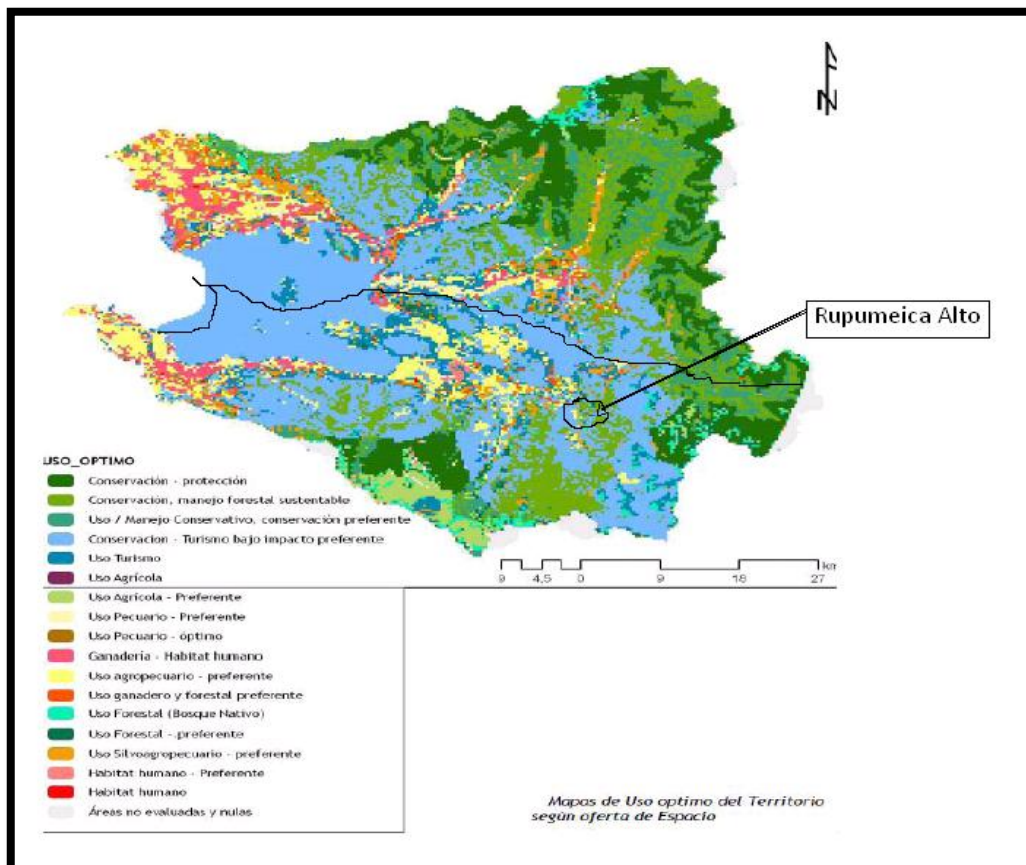 N
Rupumeica Alto
USO_OPTIMO
Conservación - protección
Conservación, manejo forestal sustentable
Uso / Manejo Conservativo, conservación preferente
Conservacion - Turismo bajo impacto preferente
Uso Turismo
Uso Agrícola
Uso Agrícola - Preferente
Uso Pecuario - Preferente
Uso Pecuario - óptimo
Ganadería - Habitat humano
Uso agropecuario - preferente
Uso ganadero y forestal preferente
Uso Forestal (Bosque Nativo)
Uso Forestal - preferente
Uso Silvoagropecuario - preferente
Habitat humano - Preferente
Habitat humano
Áreas no evaluadas y nulas
9 4,5 0 9 18 27 km
Mapas de Uso optimo del Territorio
según oferta de Espacio